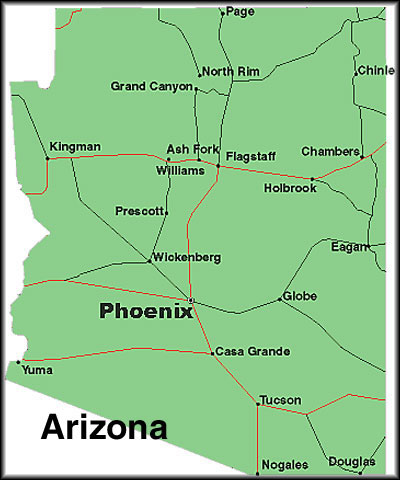 Page
North Rim
Chinle
Grand Canyon
Kingman
Ash Fork
Flagstaff
Chambers
Williams
Holbrook
Prescott
Eagar
Wickenberg
Globe
Phoenix
Casa Grande
Yuma
Tucson
Arizona
Nogales
Douglas